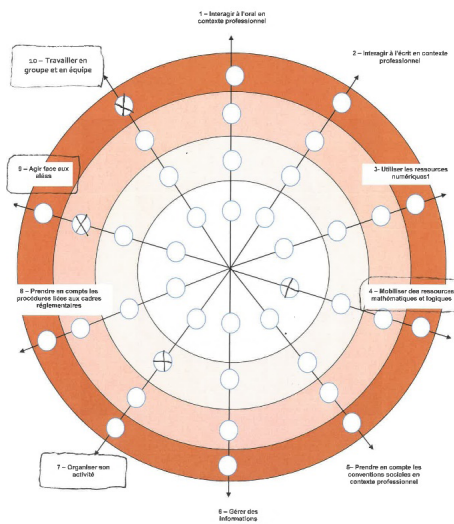 1 – Interagir à l'oral en
contexte professionnel
2 – Interagir à l'écrit en contexte
professionnel
3- Utiliser les ressources
numériques1
4 – Mobiliser des ressources
mathématiques et logiques
5- Prendre en compte les
conventions sociales en
contexte professionnel
6 – Gérer des
informations
7 – Organiser son
activité
8 – Prendre en compts les
procédures liées aux cadres
réglementaires
9 – Agir face aux
aléas
10 – Travailler en
groupe et en équipe